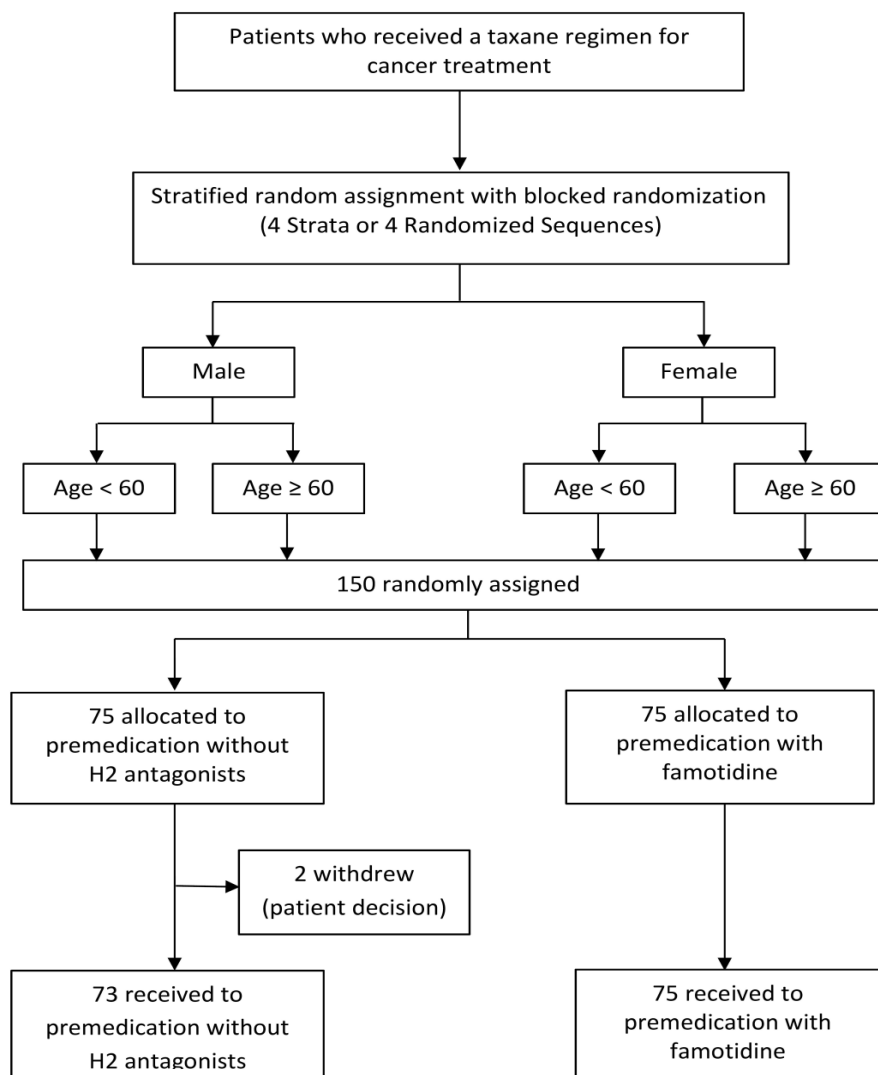 Patients who received a taxane regimen for
cancer treatment
Stratified random assignment with blocked randomization
(4 Strata or 4 Randomized Sequences)
Male
Female
Age < 60
Age ≥ 60
Age < 60
Age ≥ 60
150 randomly assigned
75 allocated to
premedication without
H2 antagonists
75 allocated to
premedication with
famotidine
2 withdrew
(patient decision)
73 received to
premedication without
H2 antagonists
75 received to
premedication with
famotidine